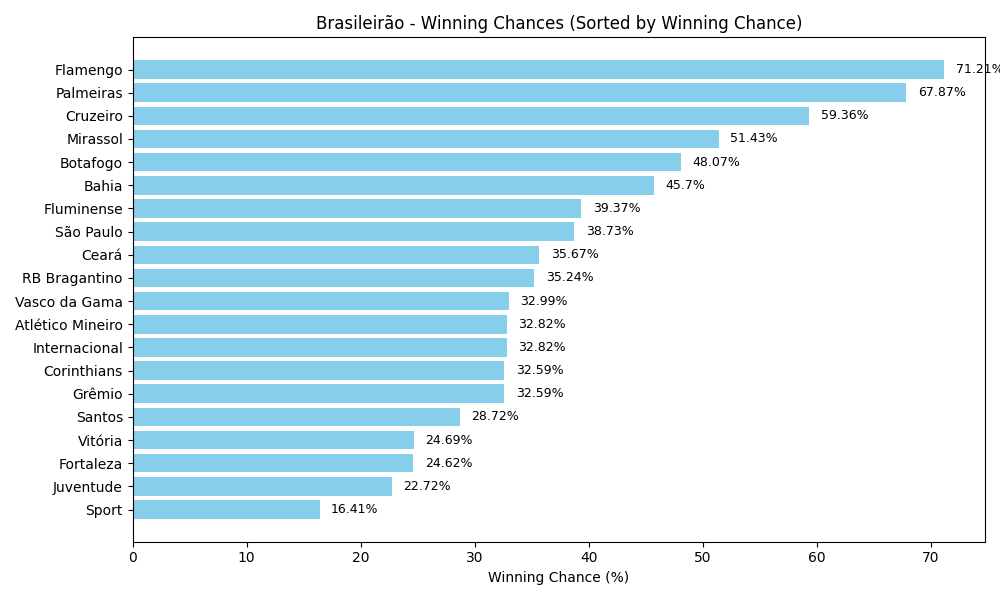 Brasileirão - Winning Chances (Sorted by Winning Chance)
Flamengo 71.21%
Palmeiras 67.87%
Cruzeiro 59.36%
Mirassol 51.43%
Botafogo 48.07%
Bahia 45.7%
Fluminense 39.37%
São Paulo 38.73%
Ceará 35.67%
RB Bragantino 35.24%
Vasco da Gama 32.99%
Atlético Mineiro 32.82%
Internacional 32.82%
Corinthians 32.59%
Grêmio 32.59%
Santos 28.72%
Vitória 24.69%
Fortaleza 24.62%
Juventude 22.72%
Sport 16.41%
0 10 20 30 40 50 60 70
Winning Chance (%)